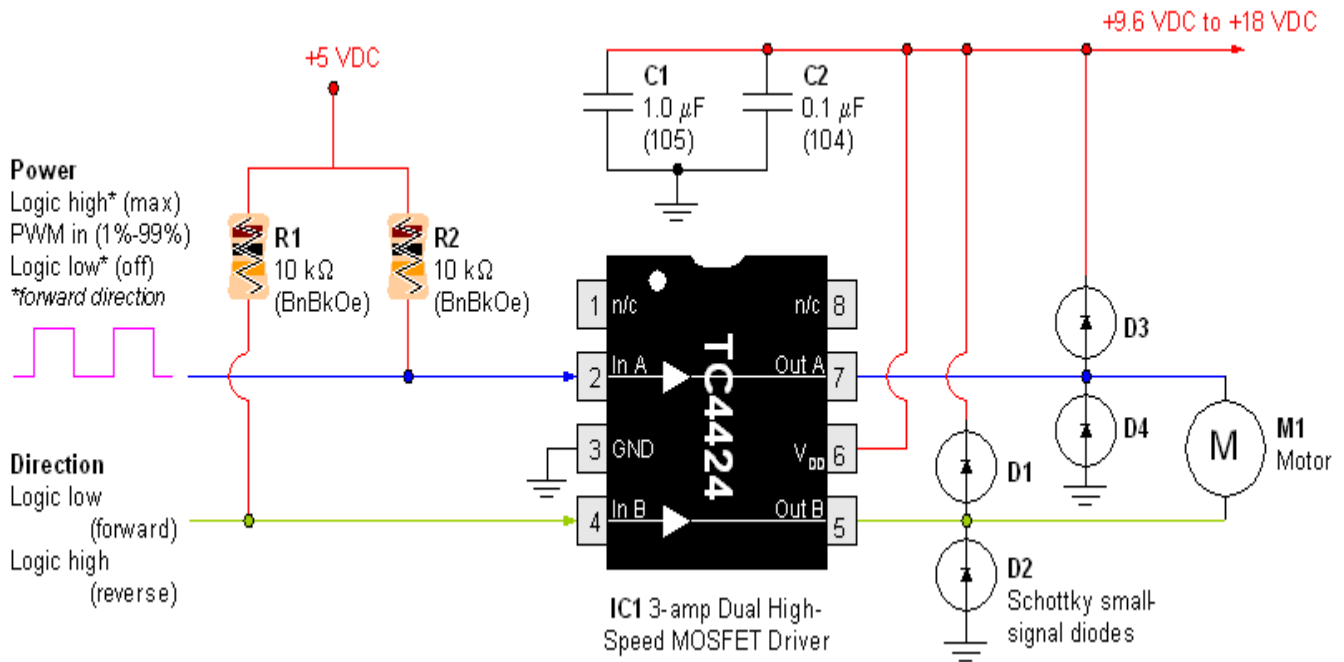 +9.6 VDC to +18 VDC
+5 VDC
C1
1.0 µF
(105)
C2
0.1 µF
(104)
Power
Logic high* (max)
PWM in (1%-99%)
Logic low* (off)
*forward direction
R1
10 kΩ
(BnBkOe)
R2
10 kΩ
(BnBkOe)
1 n/c
n/c 8
2 In A
Out A 7
3 GND
VDD 6
4 In B
Out B 5
TC4424
D3
D4
D1
D2
Schottky small-
signal diodes
M
M1
Motor
Direction
Logic low
(forward)
Logic high
(reverse)
IC1 3-amp Dual High-
Speed MOSFET Driver